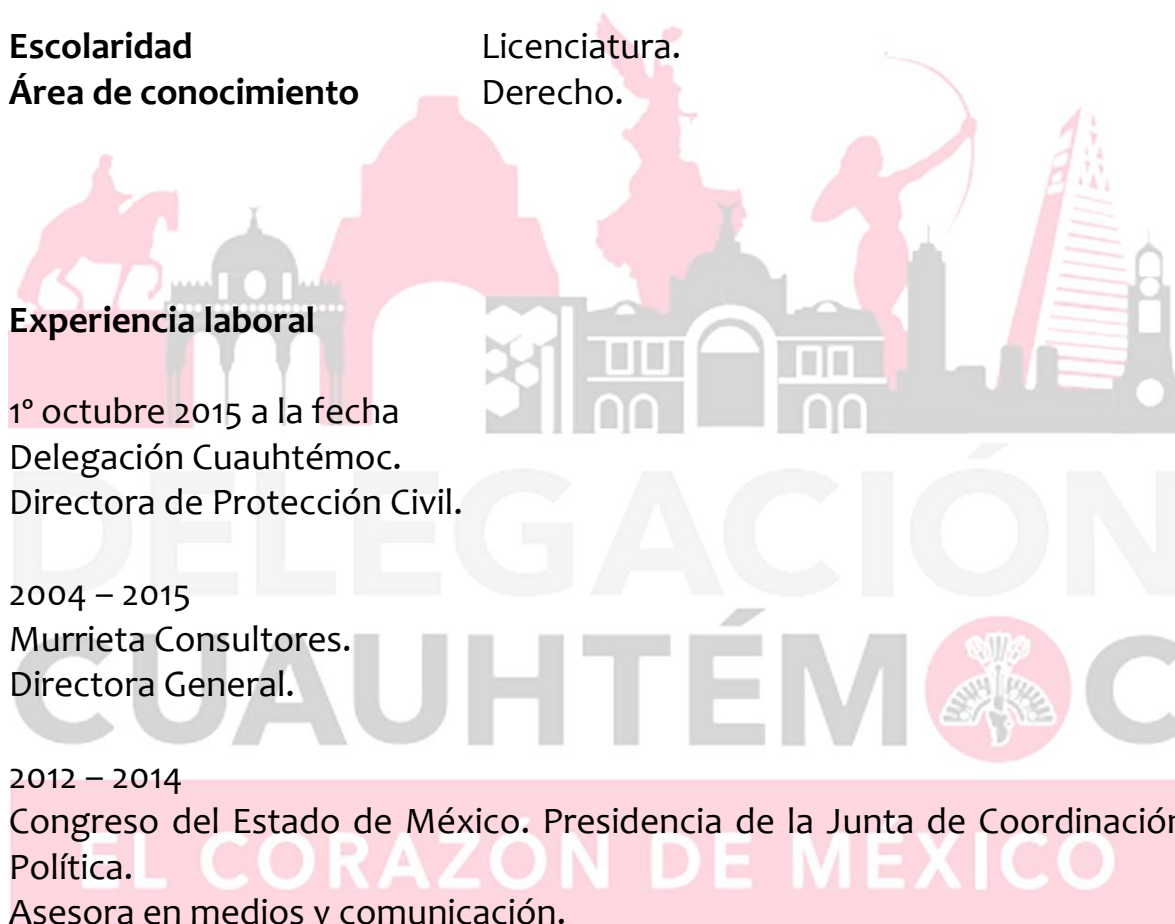 Escolaridad Licenciatura.
Área de conocimiento Derecho.
Experiencia laboral
1º octubre 2015 a la fecha
Delegación Cuauhtémoc.
Directora de Protección Civil.
2004 – 2015
Murrieta Consultores.
Directora General.
2012 – 2014
Congreso del Estado de México. Presidencia de la Junta de Coordinación
Política.
Asesora en medios y comunicación.
DELEGACIÓN
CUAUHTÉMOC
EL CORAZÓN DE MÉXICO